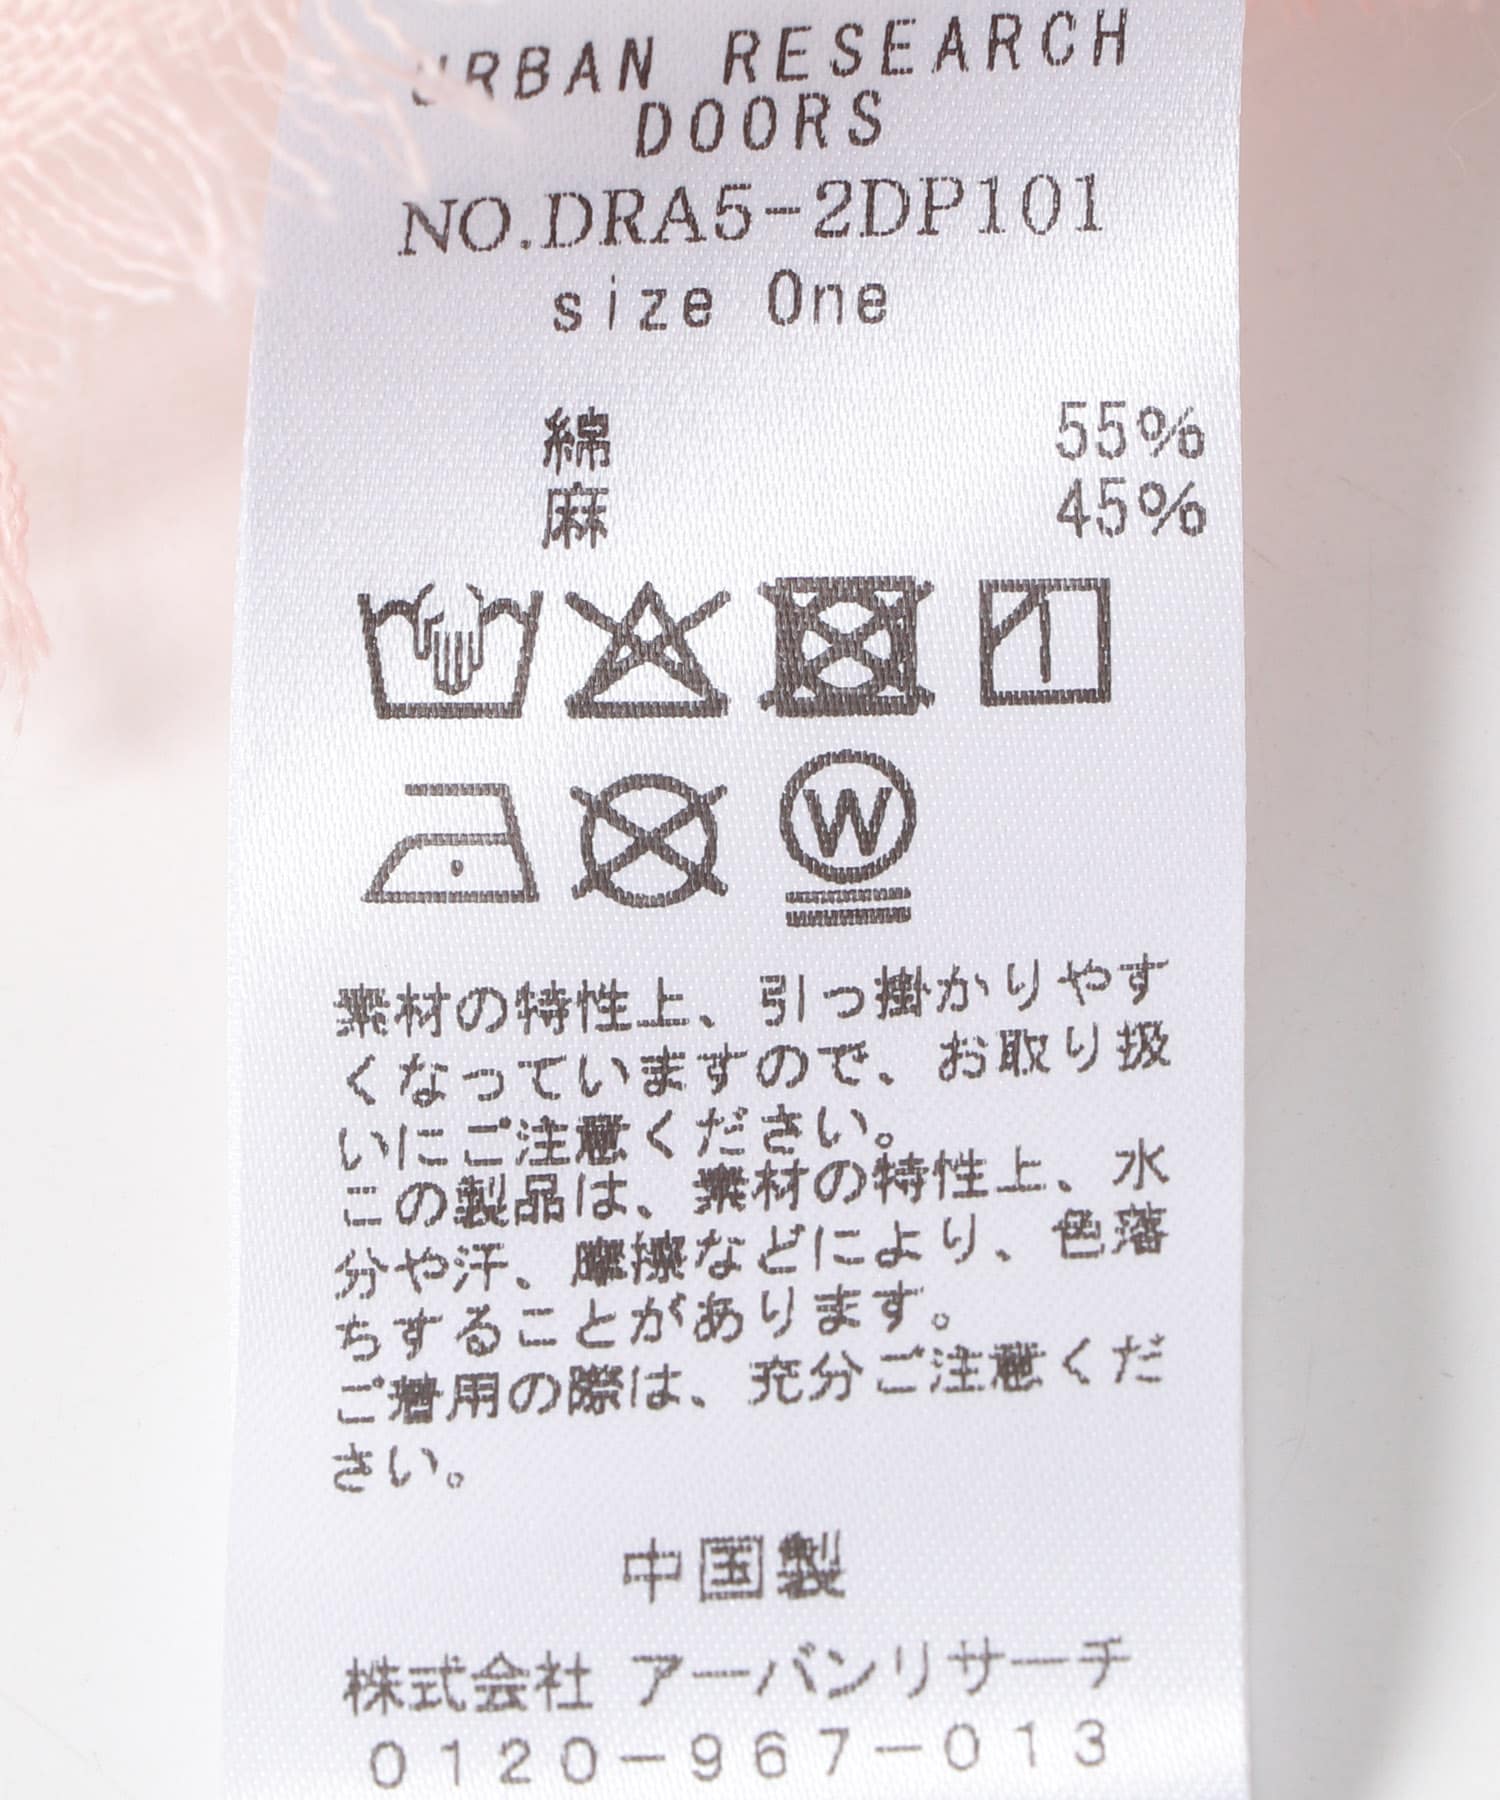 URBAN RESEARCH
DOORS
NO.DRA5-2DP101
size One
綿 55%
麻 45%
W
素材の特性上、引っ掛かりやす
くなっていますので、お取り扱
いにご注意ください。
この製品は、素材の特性上、水
分や汗、摩擦などにより、色落
ちすることがあります。
ご着用の際は、充分ご注意くだ
さい。
中国製
株式会社 アーバンリサーチ
0120-967-013